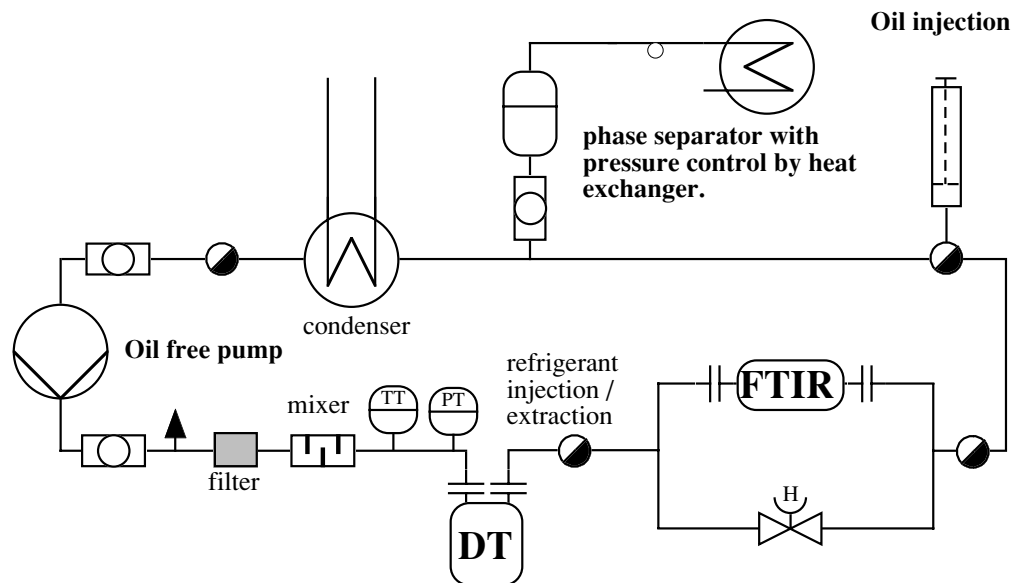 Oil injection
phase separator with
pressure control by heat
exchanger.
condenser
Oil free pump
refrigerant
injection /
extraction
FTIR
mixer
TT
PT
filter
H
DT